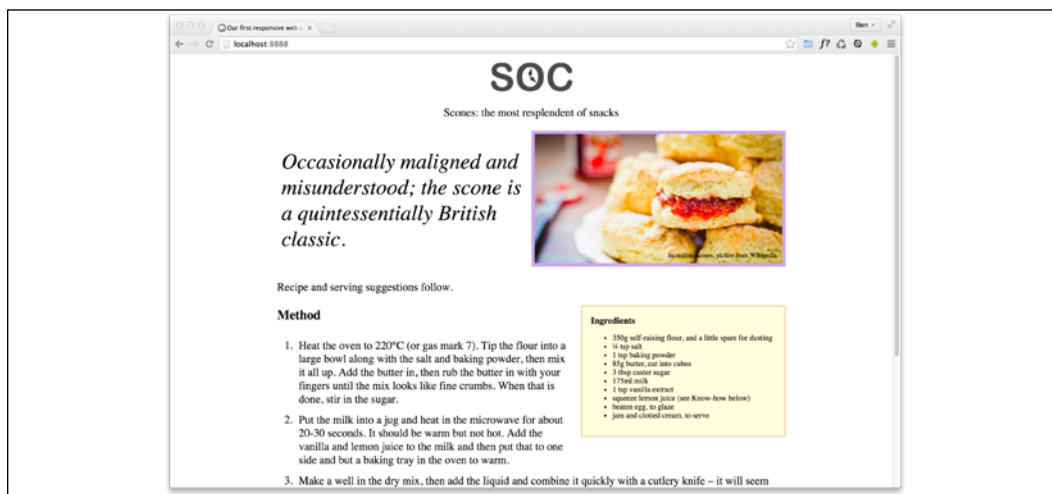 Our first responsive web p
Ben
localhost:8888
SOC
Scones: the most resplendent of snacks
Occasionally maligned and
misunderstood; the scone is
a quintessentially British
classic.
Incredible scones, picture from Wikipedia
Recipe and serving suggestions follow.
Method
1. Heat the oven to 220°C (or gas mark 7). Tip the flour into a
large bowl along with the salt and baking powder, then mix
it all up. Add the butter in, then rub the butter in with your
fingers until the mix looks like fine crumbs. When that is
done, stir in the sugar.
2. Put the milk into a jug and heat in the microwave for about
20-30 seconds. It should be warm but not hot. Add the
vanilla and lemon juice to the milk and then put that to one
side and but a baking tray in the oven to warm.
3. Make a well in the dry mix, then add the liquid and combine it quickly with a cutlery knife – it will seem
Ingredients
350g self-raising flour, and a little spare for dusting
¼ tsp salt
1 tsp baking powder
85g butter, cut into cubes
3 tbsp caster sugar
175ml milk
1 tsp vanilla extract
squeeze lemon juice (see Know-how below)
beaten egg, to glaze
jam and clotted cream, to serve